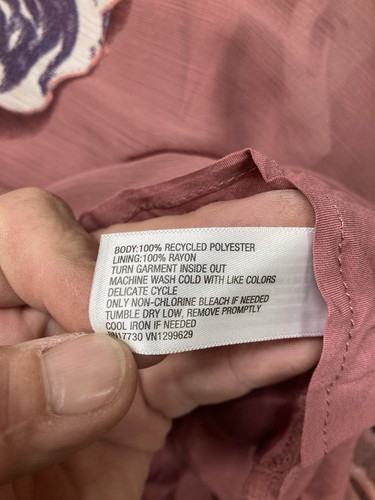 BODY:100% RECYCLED POLYESTER
LINING:100% RAYON
TURN GARMENT INSIDE OUT
MACHINE WASH COLD WITH LIKE COLORS
DELICATE CYCLE
ONLY NON-CHLORINE BLEACH IF NEEDED
TUMBLE DRY LOW, REMOVE PROMPTLY
COOL IRON IF NEEDED
VN1299629